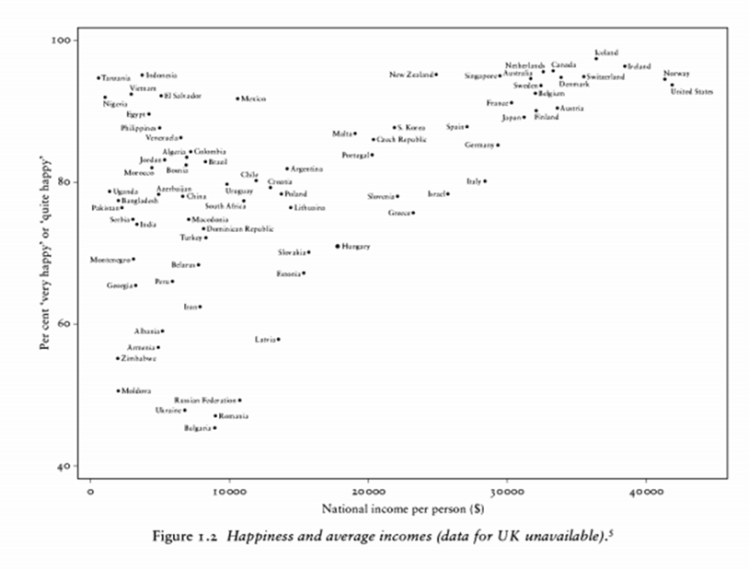 100
Iceland
Netherlands
Canada
Ireland
Tanzania
Indonesia
New Zealand
Singapore
Australia
Switzerland
Norway
Vietnam
Sweden
Denmark
United States
Nigeria
El Salvador
Mexico
Belgium
France
Austria
Egypt
Japan
Finland
Philippines
S. Korea
Spain
Venezuela
Malta
Czech Republic
Germany
Algeria
Colombia
Portugal
Jordan
Brazil
Morocco
Bosnia
Argentina
Chile
80
Croatia
Italy
Uganda
Azerbaijan
Uruguay
Poland
Bangladesh
China
Slovenia
Israel
Pakistan
South Africa
Lithuania
Greece
Serbia
India
Macedonia
Dominican Republic
Turkey
Hungary
Slovakia
Montenegro
Belarus
Estonia
Georgia
Peru
Iran
60
Albania
Latvia
Armenia
Zimbabwe
Moldova
Russian Federation
Ukraine
Romania
Bulgaria
40
Per cent 'very happy' or 'quite happy'
0 10000 20000 30000 40000
National income per person ($)
Figure 1.2 Happiness and average incomes (data for UK unavailable).5